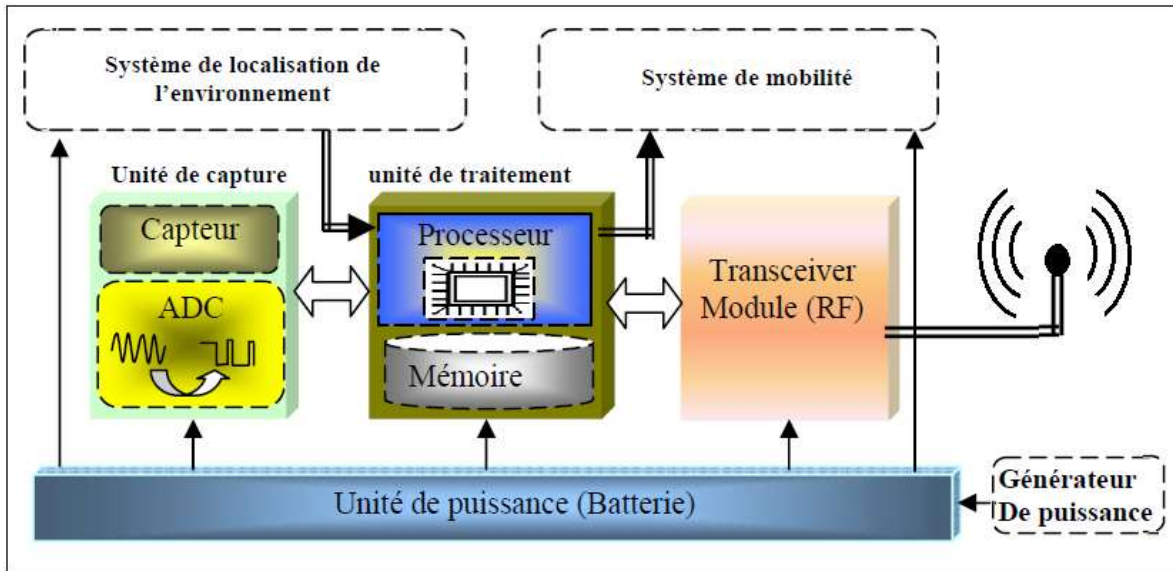 Système de localisation de
l'environnement
Système de mobilité
Unité de capture
unité de traitement
Capteur
ADC
Processeur
Mémoire
Transceiver
Module (RF)
Unité de puissance (Batterie)
Générateur
De puissance